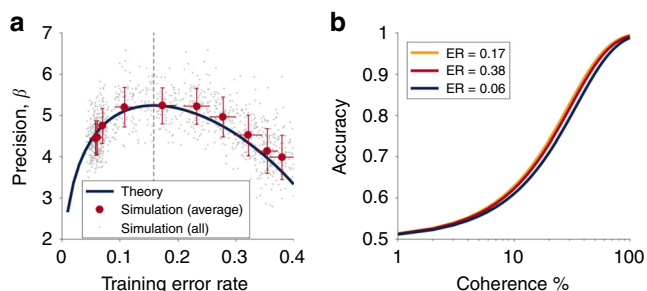 a
7
6
5
4
3
2
Precision, β
Theory
Simulation (average)
Simulation (all)
0
0.1
0.2
0.3
0.4
Training error rate
b
1
0.9
0.8
0.7
0.6
0.5
Accuracy
ER = 0.17
ER = 0.38
ER = 0.06
1
10
100
Coherence %